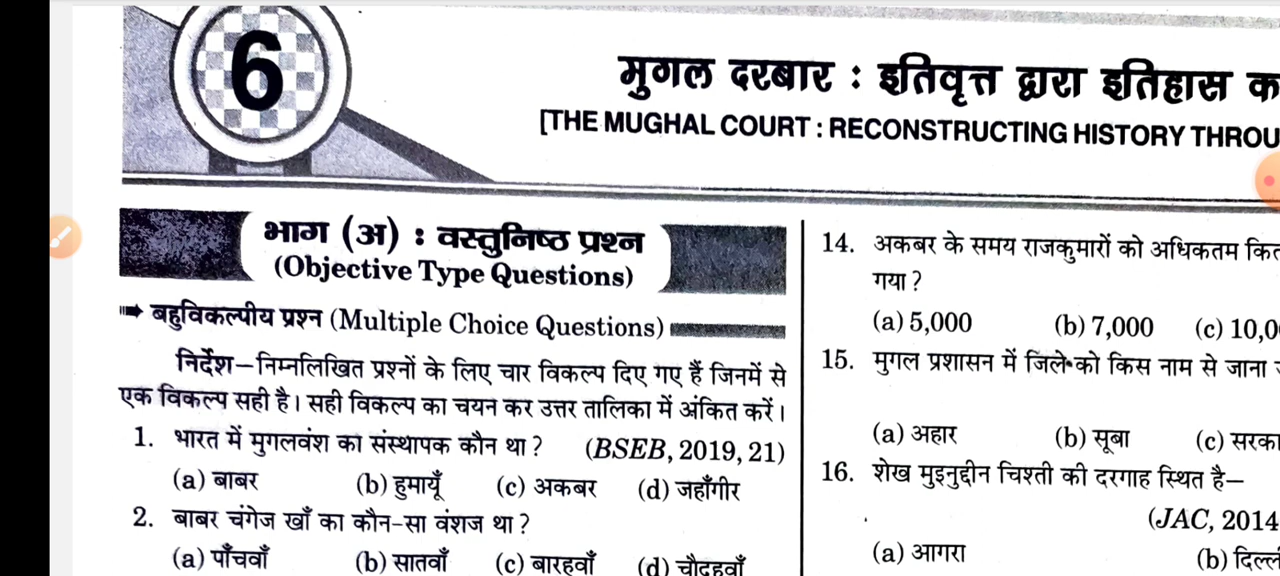 6
मुगल दरबार : इतिवृत्त द्वारा इतिहास
[THE MUGHAL COURT : RECONSTRUCTING HISTORY
भाग (अ) : वस्तुनिष्ठ प्रश्न
(Objective Type Questions)
➡ बहुविकल्पीय प्रश्न (Multiple Choice Questions)
निर्देश—निम्नलिखित प्रश्नों के लिए चार विकल्प दिए गए हैं जिनमें से
एक विकल्प सही है। सही विकल्प का चयन कर उत्तर तालिका में अंकित करें।
1. भारत में मुगलवंश का संस्थापक कौन था ? (BSEB, 2019, 21)
(a) बाबर (b) हुमायूँ (c) अकबर (d) जहाँगीर
2. बाबर चंगेज खाँ का कौन-सा वंशज था ?
(a) पाँचवाँ (b) सातवाँ (c) बारहवाँ (d) चौदहवाँ
14. अकबर के समय राजकुमारों को अधिकतम
गया ?
(a) 5,000 (b) 7,000 (c)
15. मुगल प्रशासन में जिले को किस नाम से जाना
(a) अहार (b) सूबा (c)
16. शेख मुइनुद्दीन चिश्ती की दरगाह स्थित है—
(JAC, 2014
(a) आगरा (b)